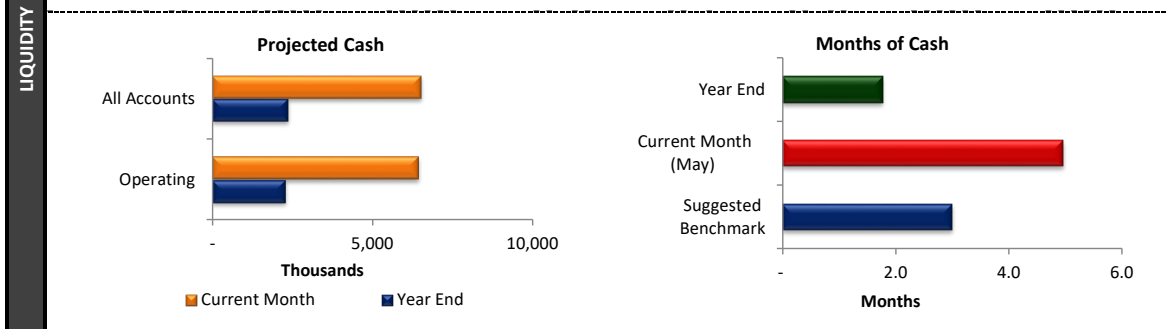 LIQUIDITY
Projected Cash
All Accounts
Operating
-
5,000
10,000
Thousands
Current Month
Year End
Months of Cash
Year End
Current Month
(May)
Suggested
Benchmark
-
2.0
4.0
6.0
Months